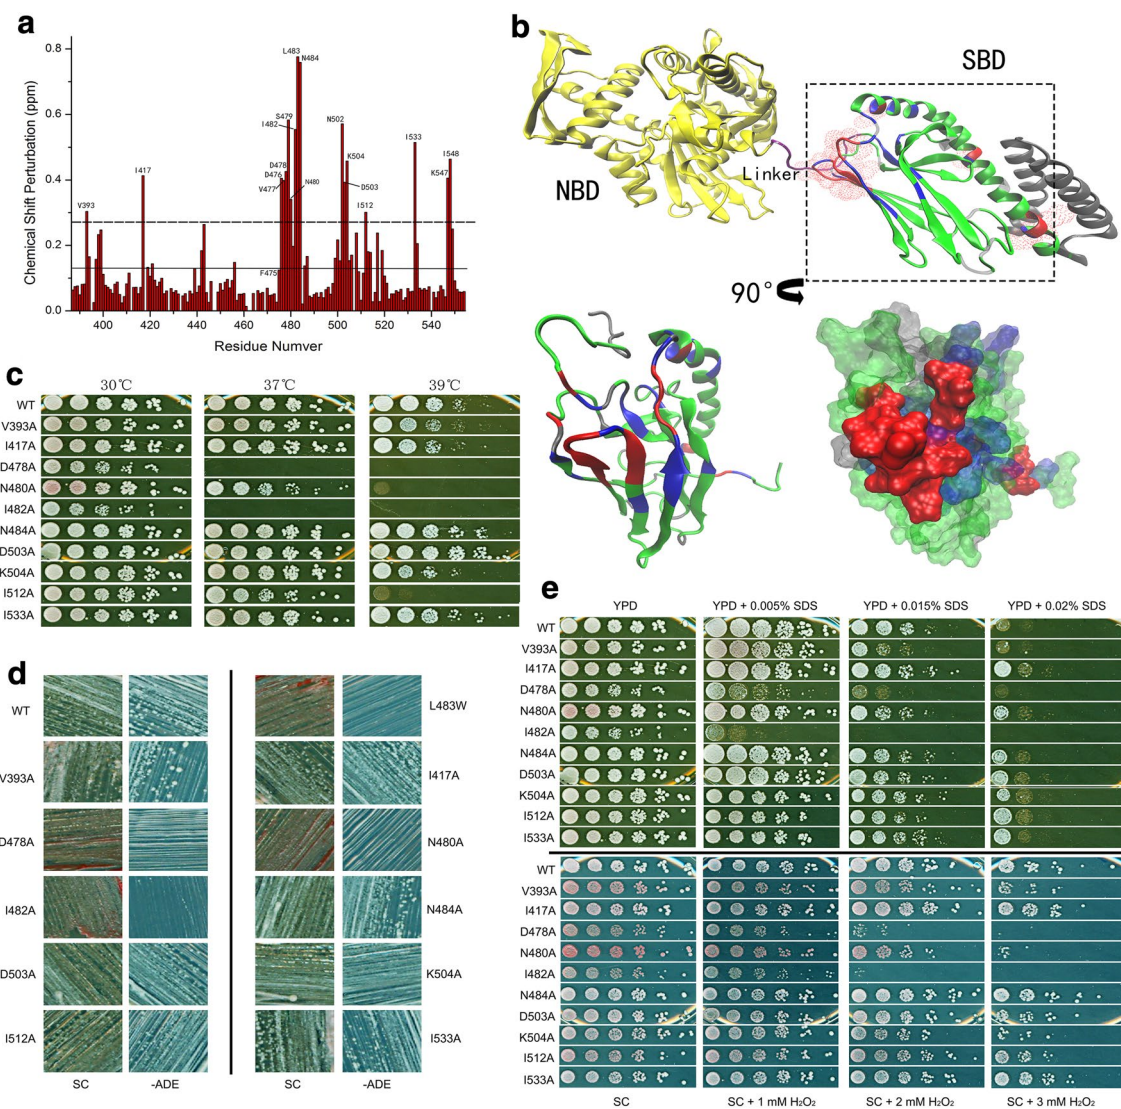 a
Chemical Shift Perturbation (ppm)
0.8
0.6
0.4
0.2
0.0
400
420
440
460
480
500
520
540
Residue Numver
V393
I417
L483
N484
S479
I482
D478
D476
V477
N480
F475
N502
K504
D503
I512
I533
I548
K547
b
SBD
NBD
Linker
90°
c
30℃ 37℃ 39℃
WT
V393A
I417A
D478A
N480A
I482A
N484A
D503A
K504A
I512A
I533A
d
WT L483W
V393A I417A
D478A N480A
I482A N484A
D503A K504A
I512A I533A
SC -ADE SC -ADE
e
YPD YPD + 0.005% SDS YPD + 0.015% SDS YPD + 0.02% SDS
WT
V393A
I417A
D478A
N480A
I482A
N484A
D503A
K504A
I512A
I533A
WT
V393A
I417A
D478A
N480A
I482A
N484A
D503A
K504A
I512A
I533A
SC SC + 1 mM H₂O₂ SC + 2 mM H₂O₂ SC + 3 mM H₂O₂